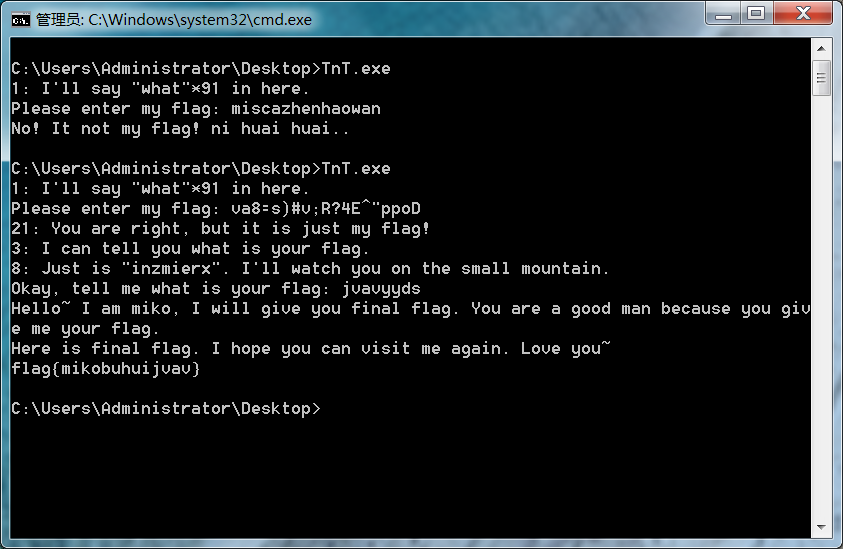 管理员: C:\Windows\system32\cmd.exe
C:\Users\Administrator\Desktop>TnT.exe
1: I'll say "what"*91 in here.
Please enter my flag: miscazhenhaowan
No! It not my flag! ni huai huai..
C:\Users\Administrator\Desktop>TnT.exe
1: I'll say "what"*91 in here.
Please enter my flag: va8=s)#v;R?4E^"ppoD
21: You are right, but it is just my flag!
3: I can tell you what is your flag.
8: Just is "inzmierx". I'll watch you on the small mountain.
Okay, tell me what is your flag: jvavyyds
Hello~ I am miko, I will give you final flag. You are a good man because you giv
e me your flag.
Here is final flag. I hope you can visit me again. Love you~
flag{mikobuhuijvav}
C:\Users\Administrator\Desktop>